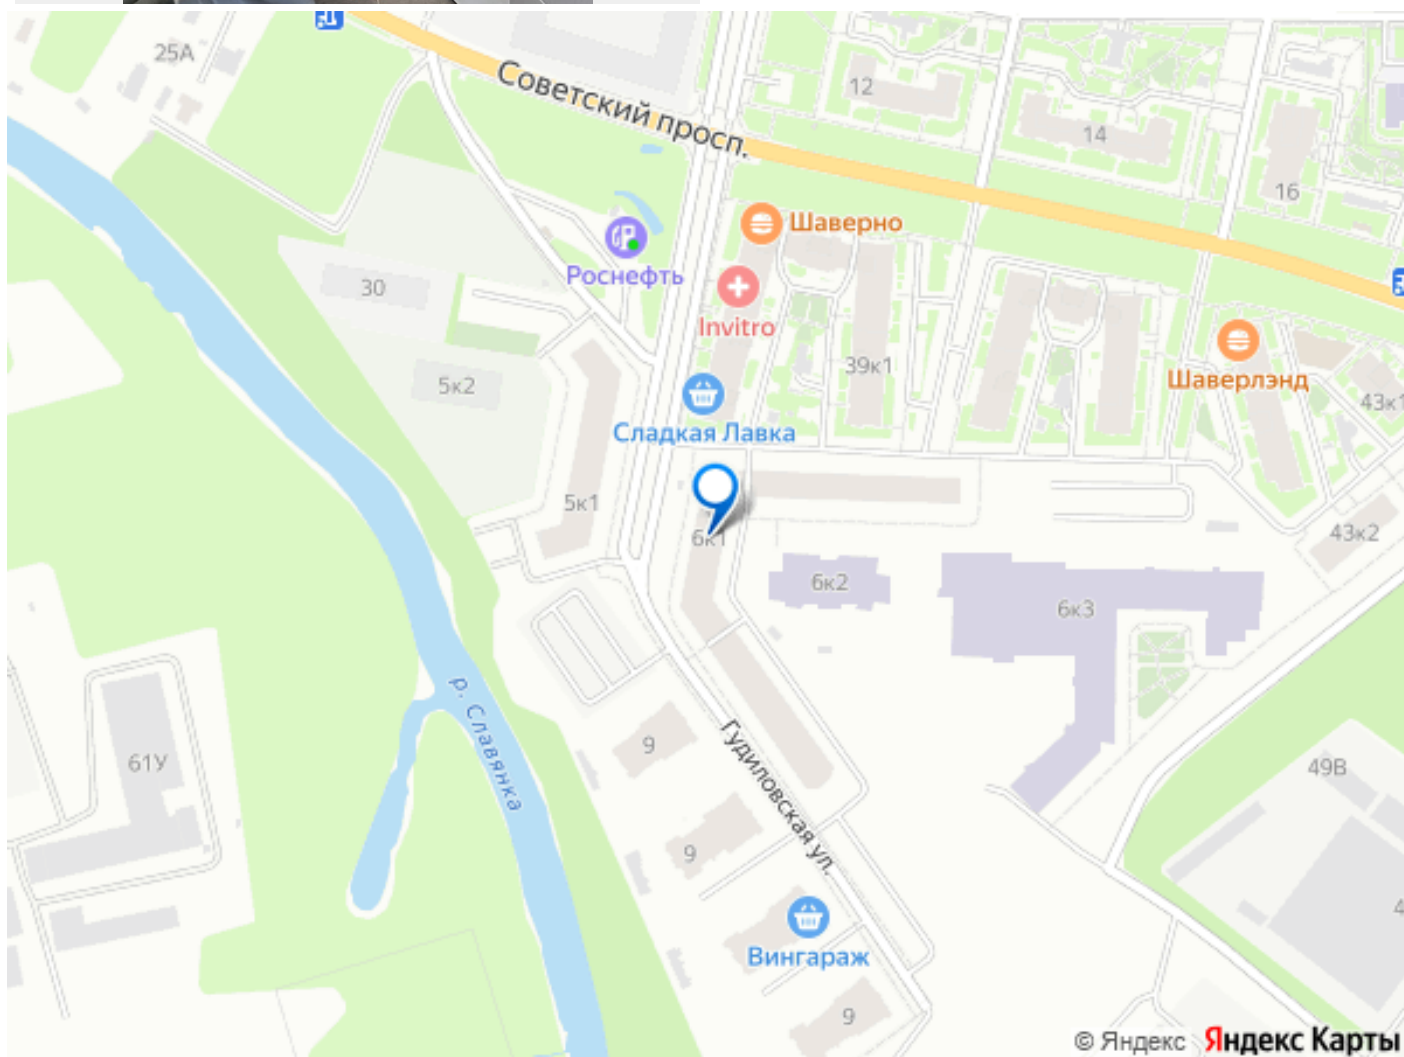 25А
Советский просп.
12
14
16
Шаверно
Роснефть
30
Invitro
39к1
Шаверлэнд
5к2
43к1
Сладкая Лавка
5к1
6к1
43к2
6к2
6к3
р. Славянка
9
Гудиловская ул.
61У
49В
9
4
Вингараж
9
© Яндекс Яндекс Карты